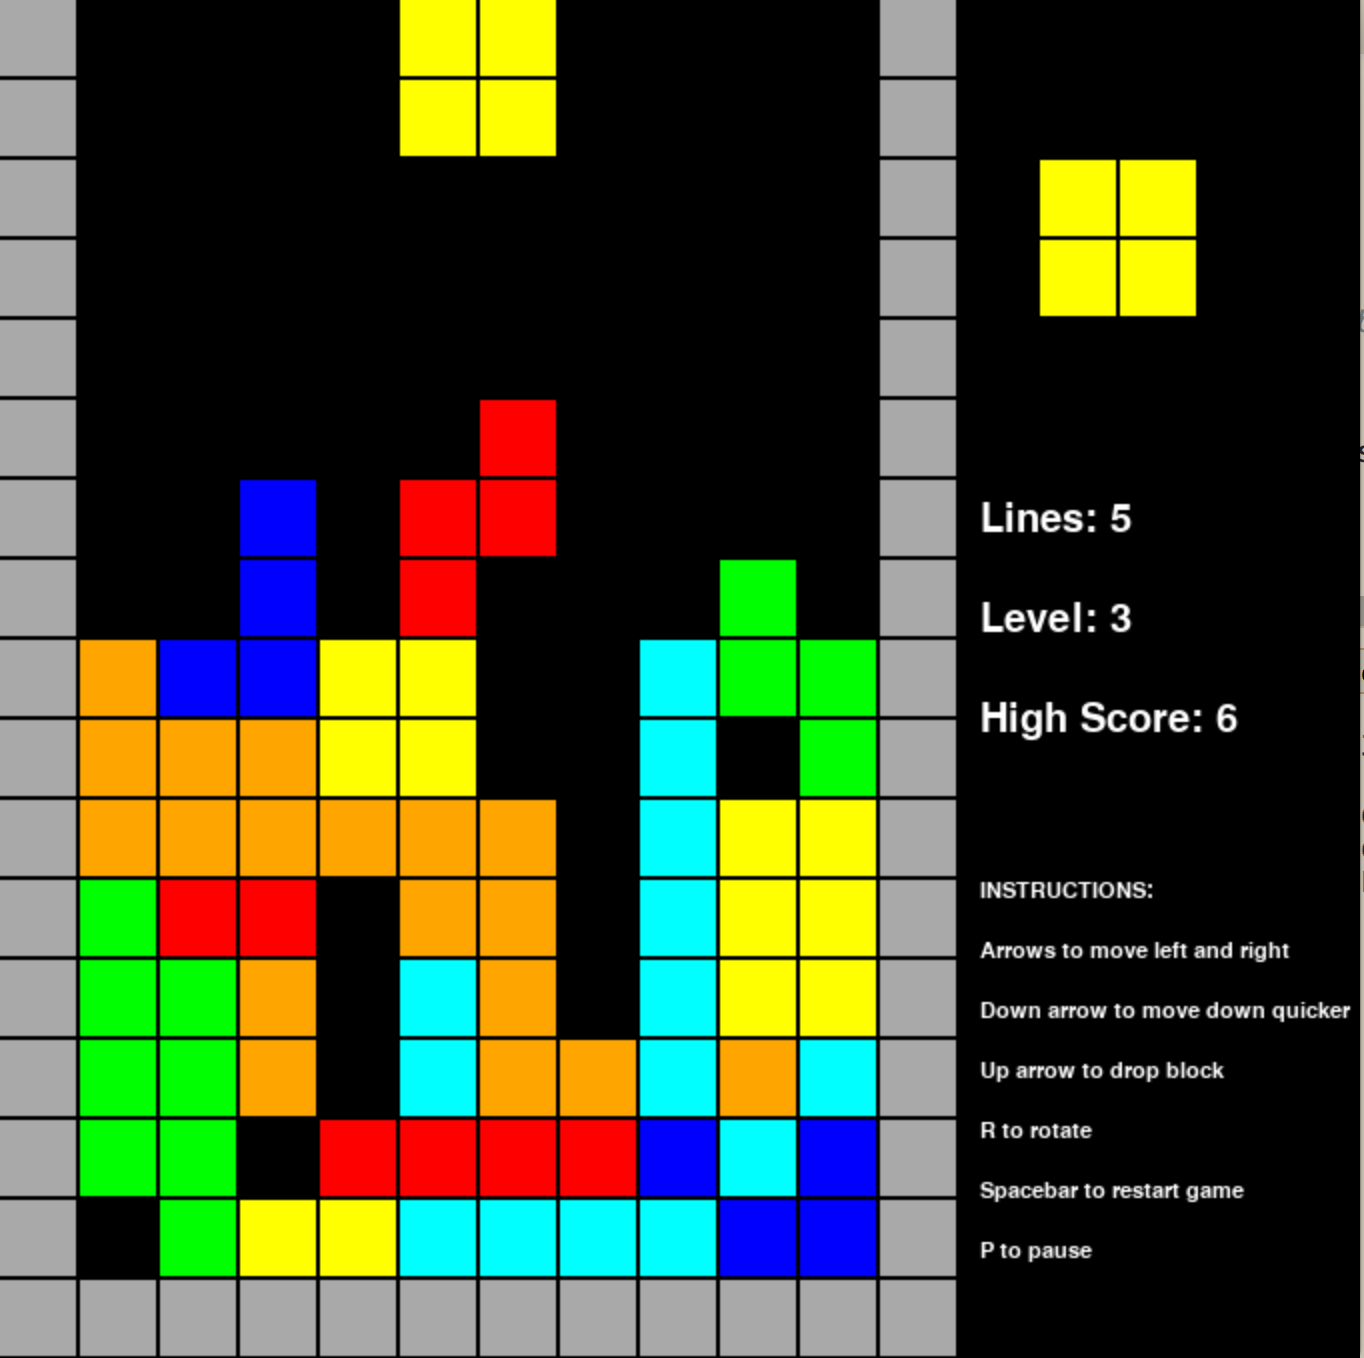 Lines: 5
Level: 3
High Score: 6
INSTRUCTIONS:
Arrows to move left and right
Down arrow to move down quicker
Up arrow to drop block
R to rotate
Spacebar to restart game
P to pause